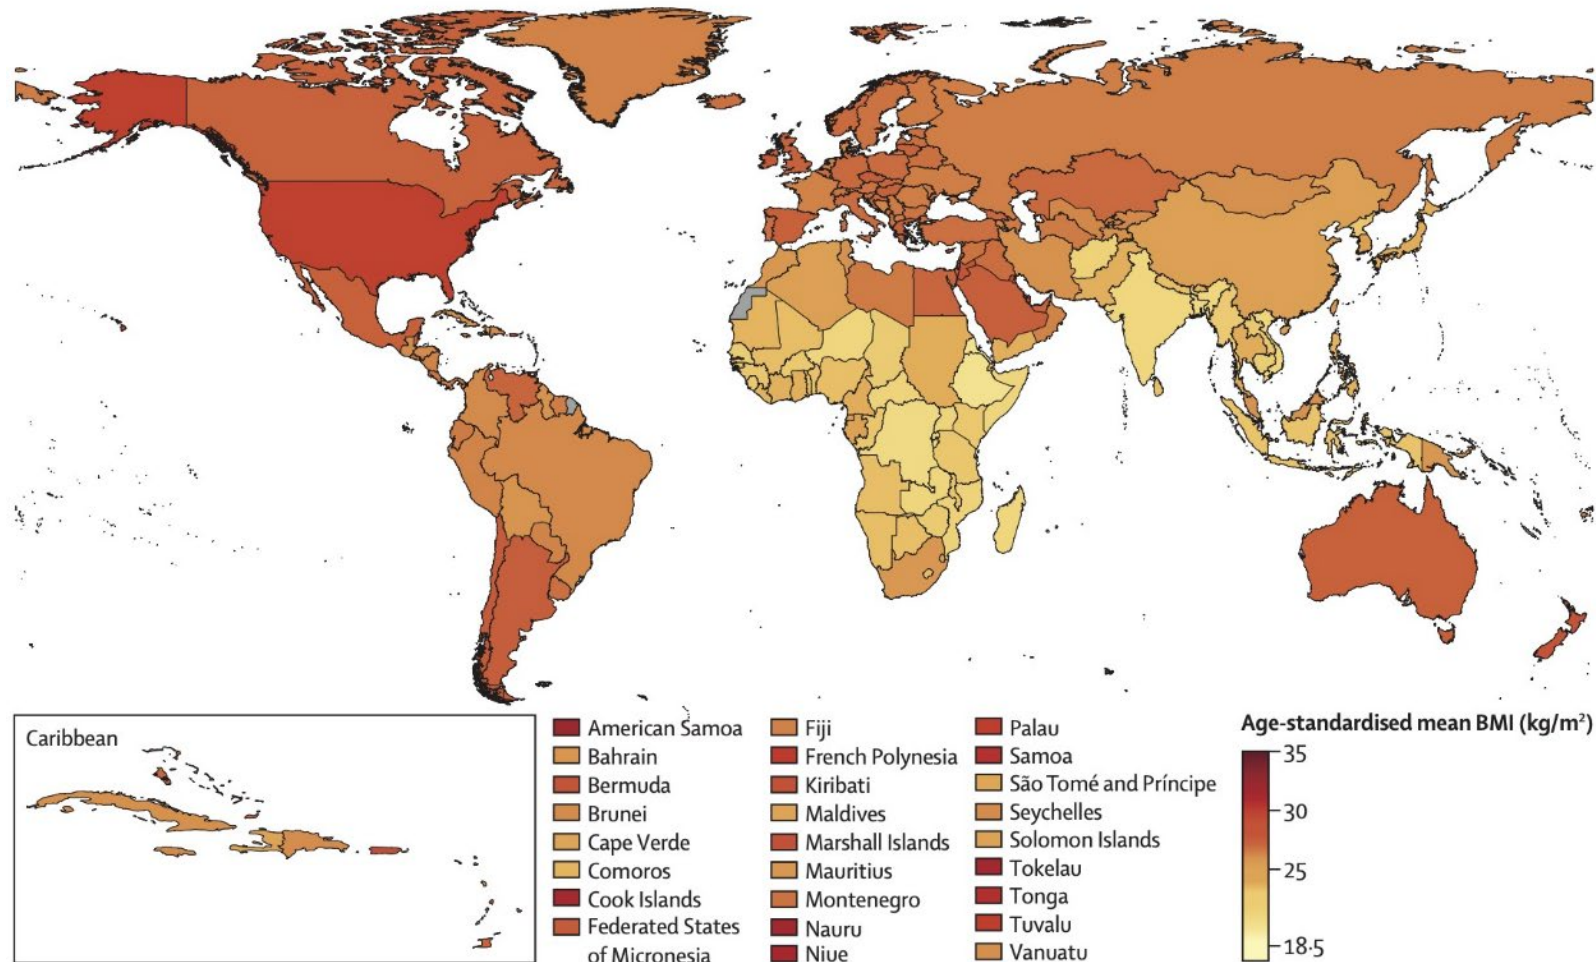 Caribbean
American Samoa
Bahrain
Bermuda
Brunei
Cape Verde
Comoros
Cook Islands
Federated States
of Micronesia
Fiji
French Polynesia
Kiribati
Maldives
Marshall Islands
Mauritius
Montenegro
Nauru
Niue
Palau
Samoa
São Tomé and Príncipe
Seychelles
Solomon Islands
Tokelau
Tonga
Tuvalu
Vanuatu
Age-standardised mean BMI (kg/m²)
35
30
25
18·5